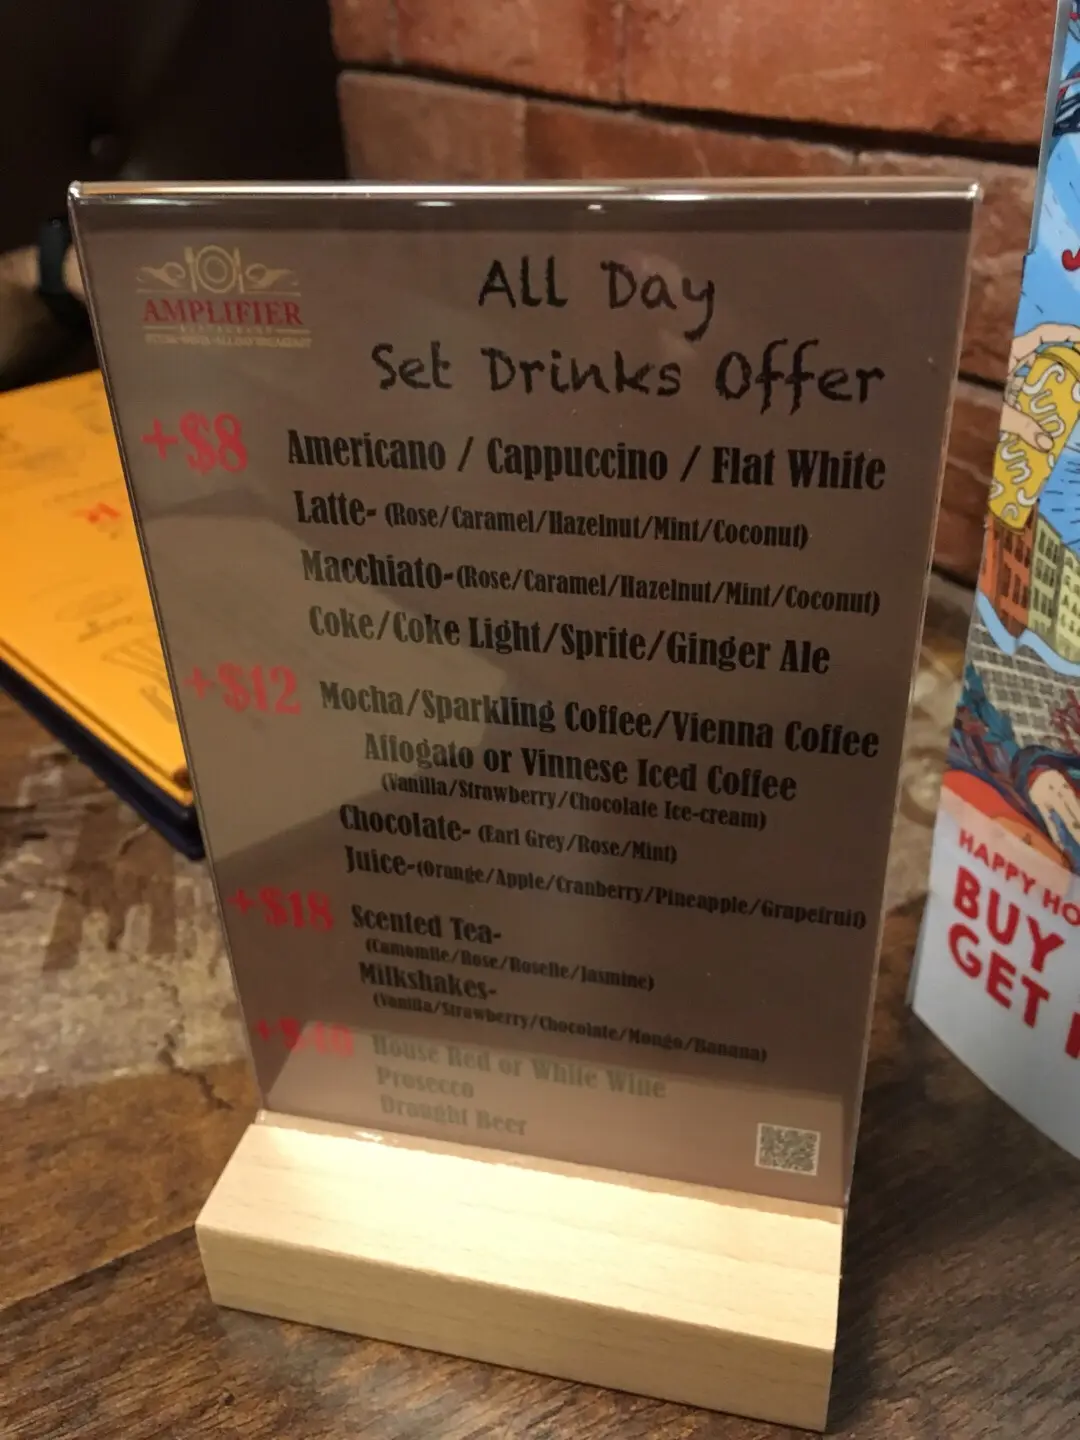 AMPLIFIER
RESTAURANT
All Day
Set Drinks Offer
+$8
Americano / Cappuccino / Flat White
Latte- (Rose/Caramel/Hazelnut/Mint/Coconut)
Macchiato-(Rose/Caramel/Hazelnut/Mint/Coconut)
Coke/Coke Light/Sprite/Ginger Ale
+$12
Mocha/Sparkling Coffee/Vienna Coffee
Affogato or Vinnese Iced Coffee
(Vanilla/Strawberry/Chocolate Ice-cream)
Chocolate- (Earl Grey/Rose/Mint)
Juice-(Orange/Apple/Cranberry/Pineapple/Grapefruit)
+$18
Scented Tea-
(Camomile/Rose/Roselle/Jasmine)
Milkshakes-
(Vanilla/Strawberry/Chocolate/Mongo/Banana)
+$40
House Red or White Wine
Prosecco
Draught Beer
HAPPY HO
BUY
GET